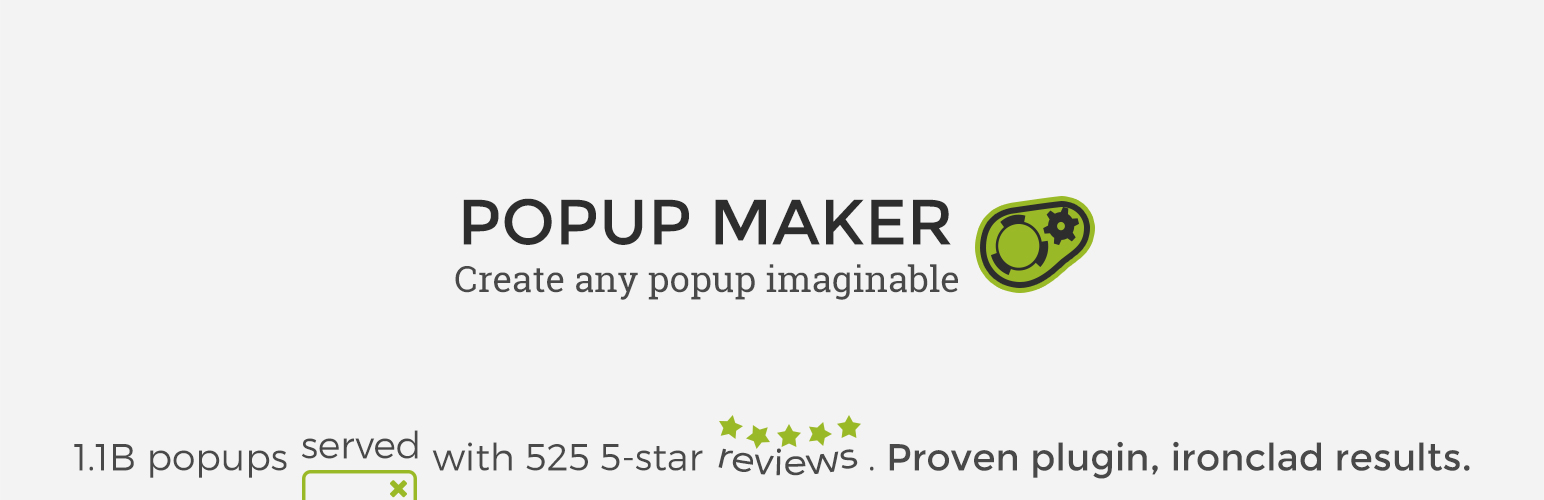 POPUP MAKER
Create any popup imaginable
1.1B popups served with 525 5-star reviews . Proven plugin, ironclad results.